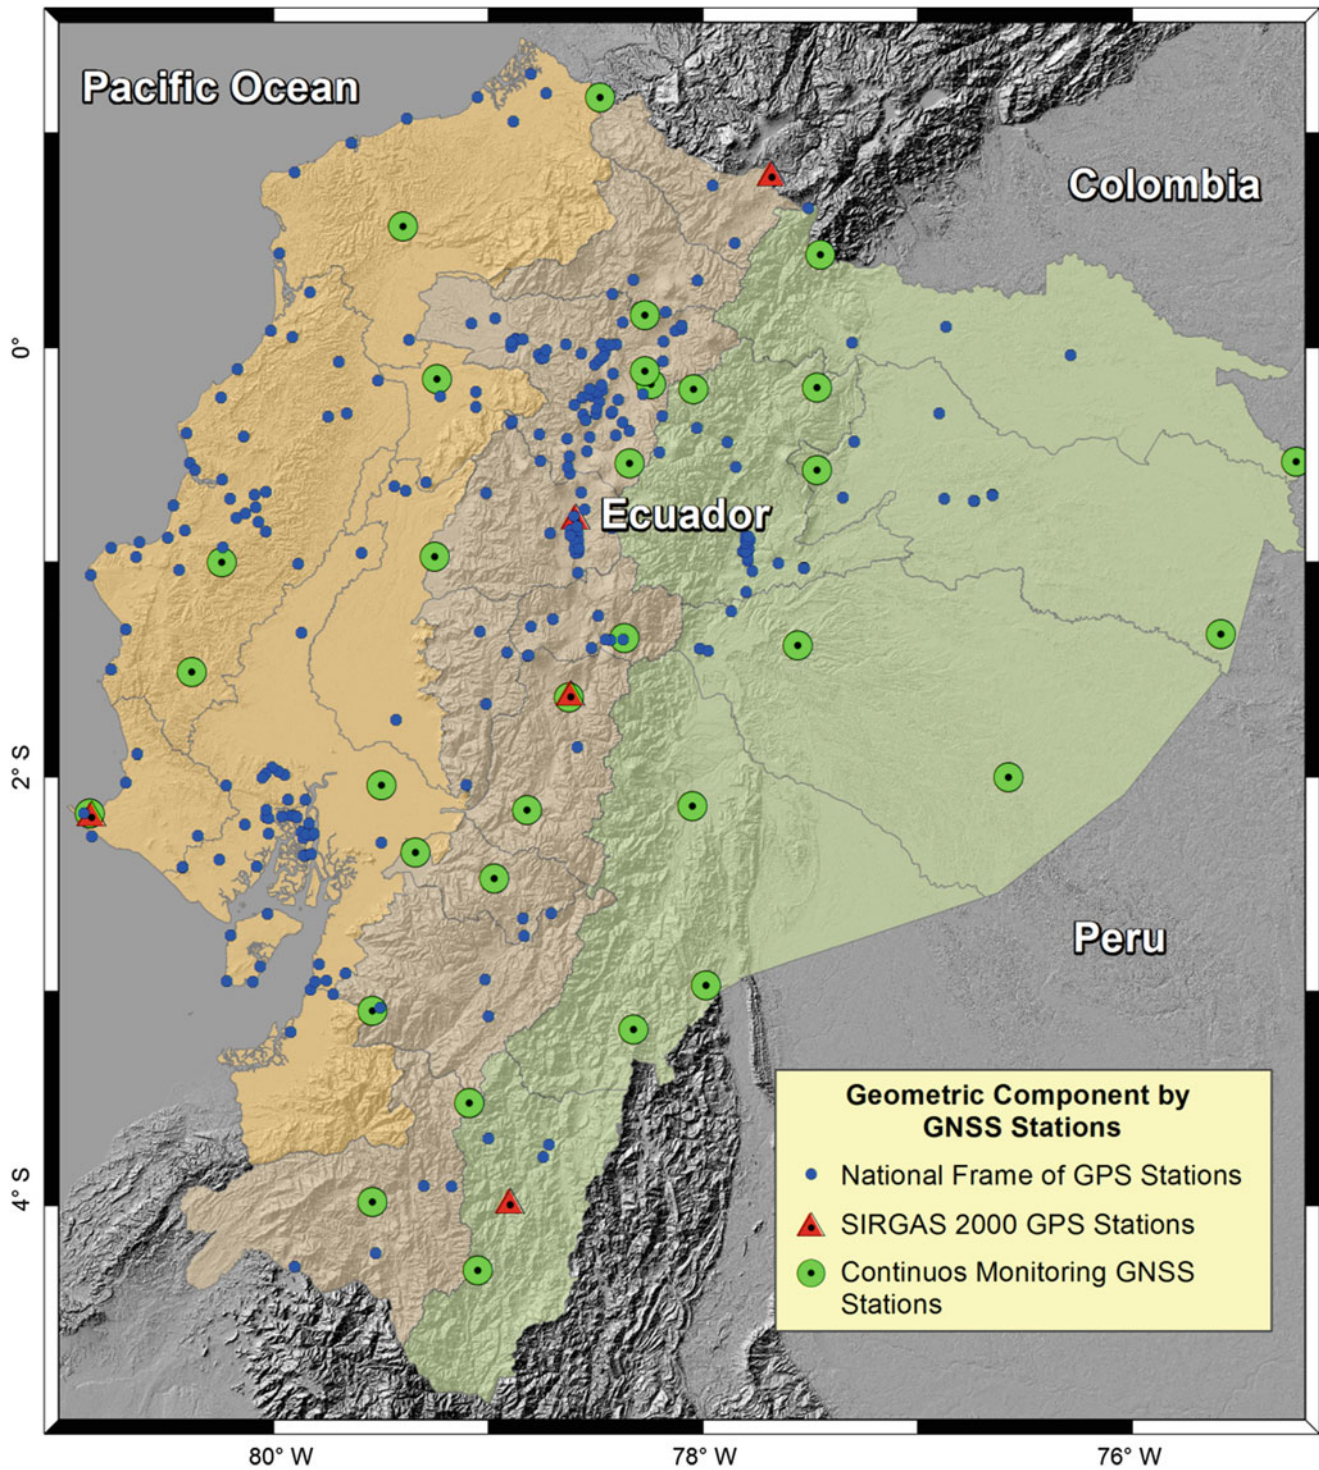 Pacific Ocean
Colombia
Ecuador
Peru
0°
2° S
4° S
80° W
78° W
76° W
Geometric Component by
GNSS Stations
National Frame of GPS Stations
SIRGAS 2000 GPS Stations
Continuos Monitoring GNSS
Stations